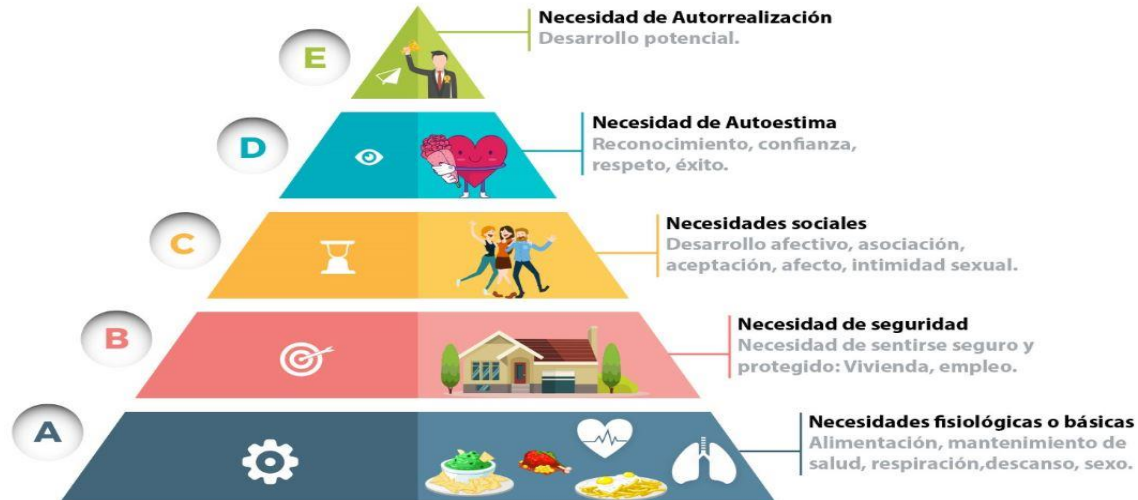 E
Necesidad de Autorrealización
Desarrollo potencial.
D
Necesidad de Autoestima
Reconocimiento, confianza,
respeto, éxito.
C
Necesidades sociales
Desarrollo afectivo, asociación,
aceptación, afecto, intimidad sexual.
B
Necesidad de seguridad
Necesidad de sentirse seguro y
protegido: Vivienda, empleo.
A
Necesidades fisiológicas o básicas
Alimentación, mantenimiento de
salud, respiración,descanso, sexo.